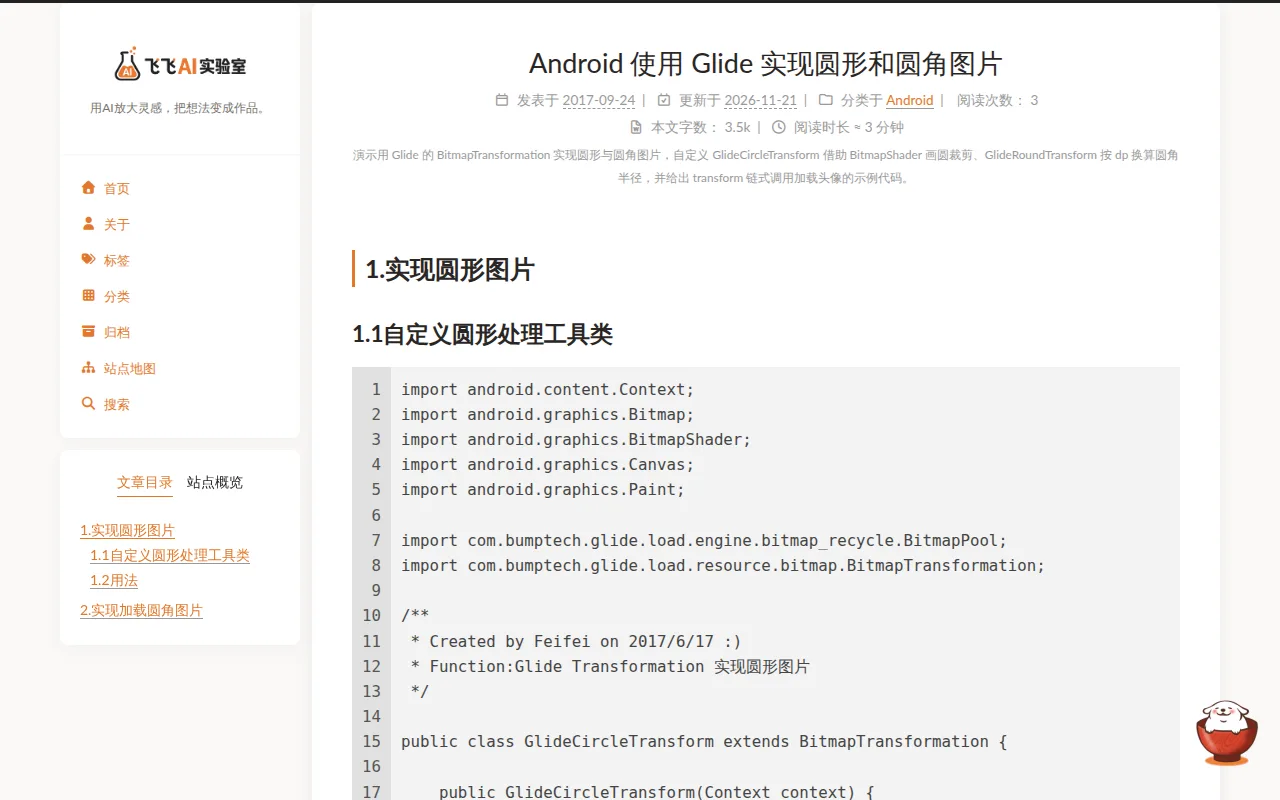 飞飞AI实验室
用AI放大灵感，把想法变成作品。
首页
关于
标签
分类
归档
站点地图
搜索
文章目录 站点概览
1.实现圆形图片
1.1自定义圆形处理工具类
1.2用法
2.实现加载圆角图片
Android 使用 Glide 实现圆形和圆角图片
发表于 2017-09-24 | 更新于 2026-11-21 | 分类于 Android | 阅读次数： 3
本文字数： 3.5k | 阅读时长 ≈ 3 分钟
演示用 Glide 的 BitmapTransformation 实现圆形与圆角图片，自定义 GlideCircleTransform 借助 BitmapShader 画圆裁剪、GlideRoundTransform 按 dp 换算圆角
半径，并给出 transform 链式调用加载头像的示例代码。
1.实现圆形图片
1.1自定义圆形处理工具类
1 import android.content.Context;
2 import android.graphics.Bitmap;
3 import android.graphics.BitmapShader;
4 import android.graphics.Canvas;
5 import android.graphics.Paint;
6
7 import com.bumptech.glide.load.engine.bitmap_recycle.BitmapPool;
8 import com.bumptech.glide.load.resource.bitmap.BitmapTransformation;
9
10 /**
11  * Created by Feifei on 2017/6/17 :)
12  * Function:Glide Transformation 实现圆形图片
13  */
14
15 public class GlideCircleTransform extends BitmapTransformation {
16
17     public GlideCircleTransform(Context context) {